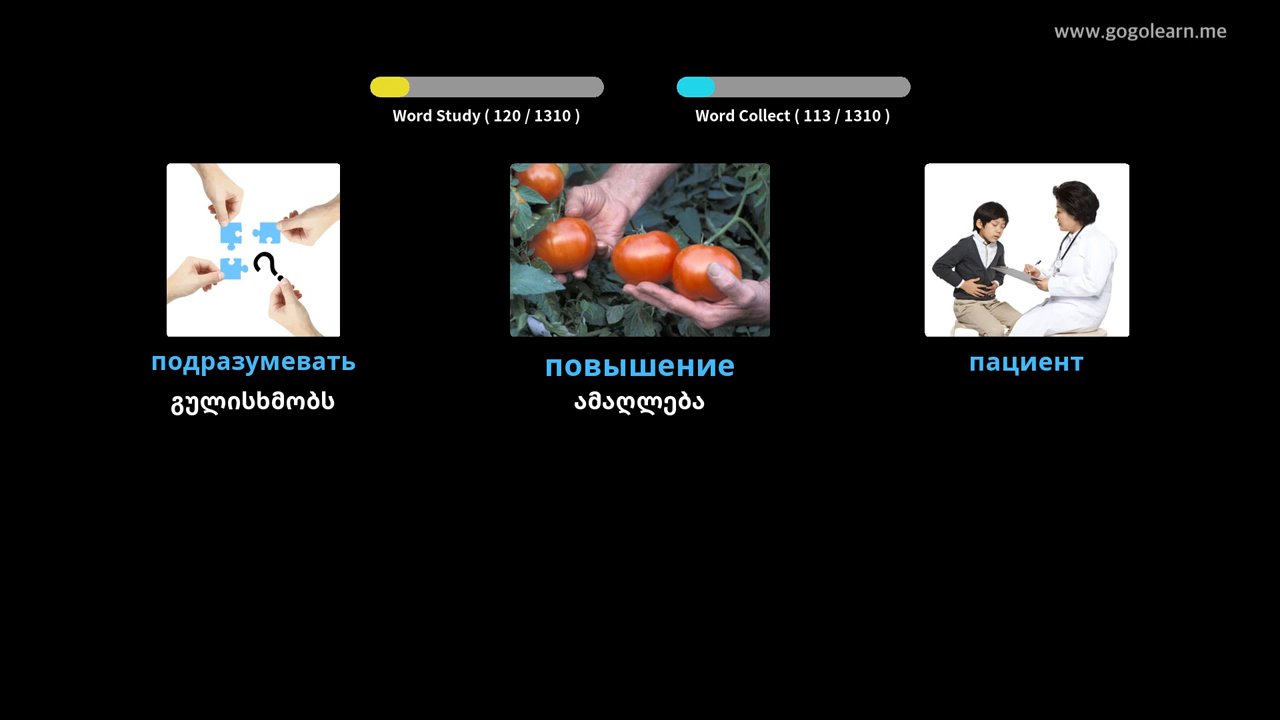 www.gogolearn.me
Word Study ( 120 / 1310 )
Word Collect ( 113 / 1310 )
подразумевать
повышение
пациент
გულისხმობს
ამაღლება